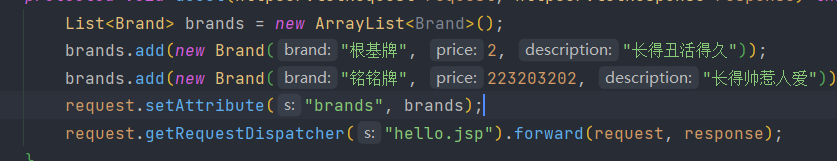 List<Brand> brands = new ArrayList<Brand>();
brands.add(new Brand( brand: "根基牌", price: 2, description: "长得丑活得久"));
brands.add(new Brand( brand: "铭铭牌", price: 223203202, description: "长得帅惹人爱"))
request.setAttribute( s: "brands", brands);
request.getRequestDispatcher( s: "hello.jsp").forward(request, response);